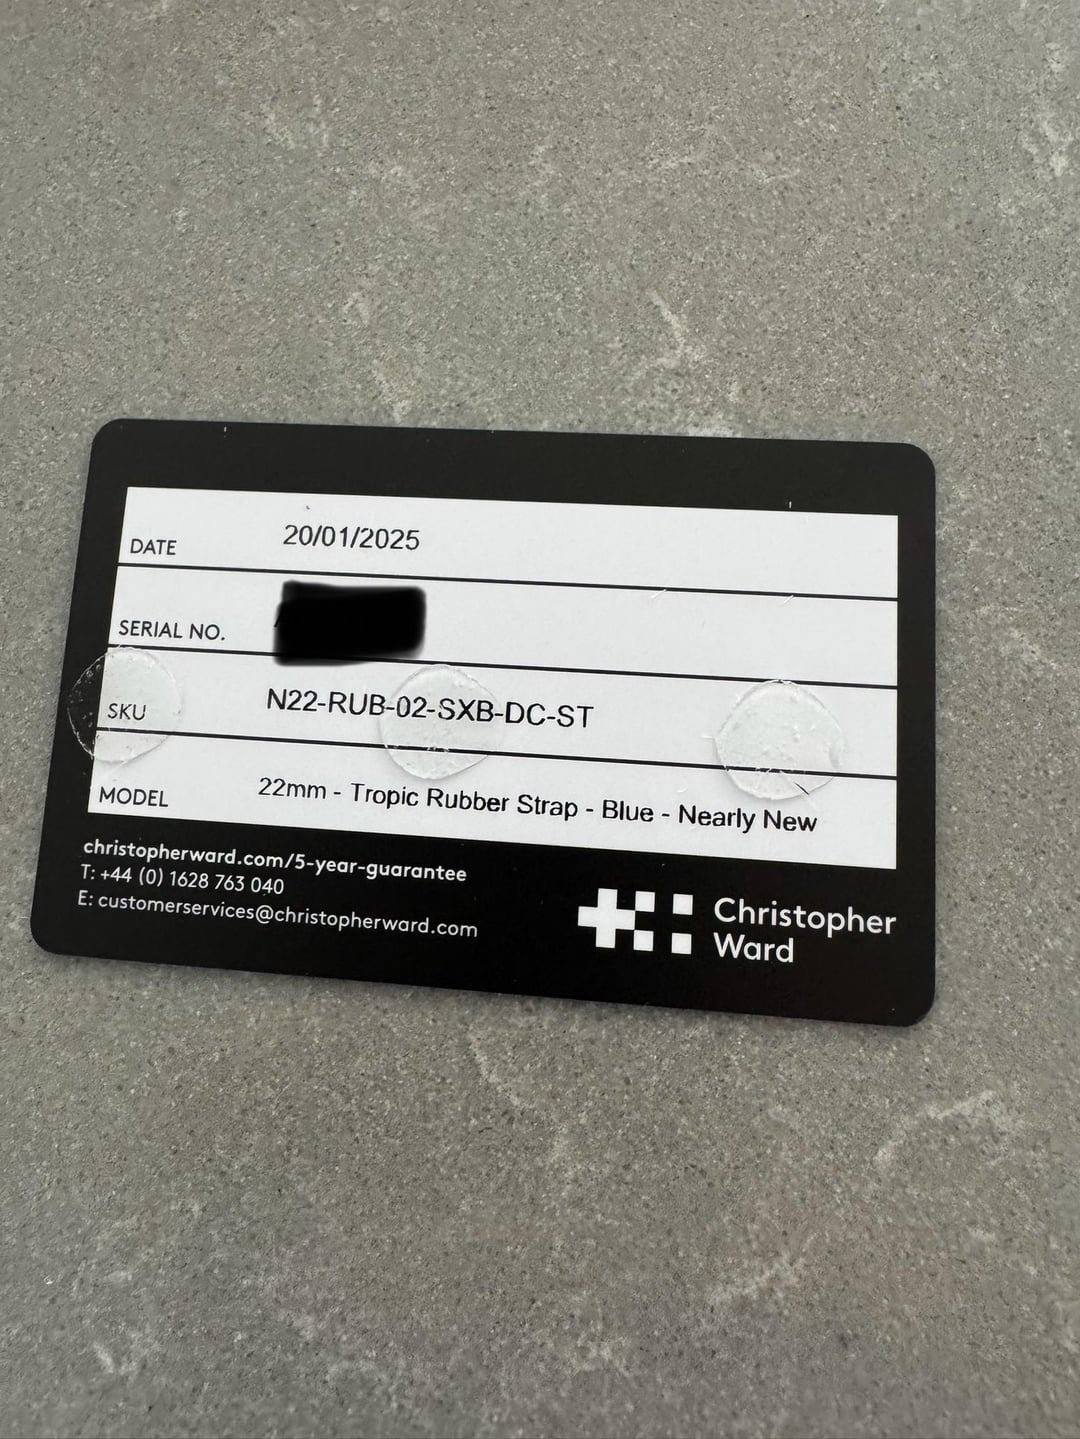 DATE 20/01/2025
SERIAL NO.
SKU N22-RUB-02-SXB-DC-ST
MODEL 22mm - Tropic Rubber Strap - Blue - Nearly New
christopherward.com/5-year-guarantee
T: +44 (0) 1628 763 040
E: customerservices@christopherward.com
Christopher
Ward